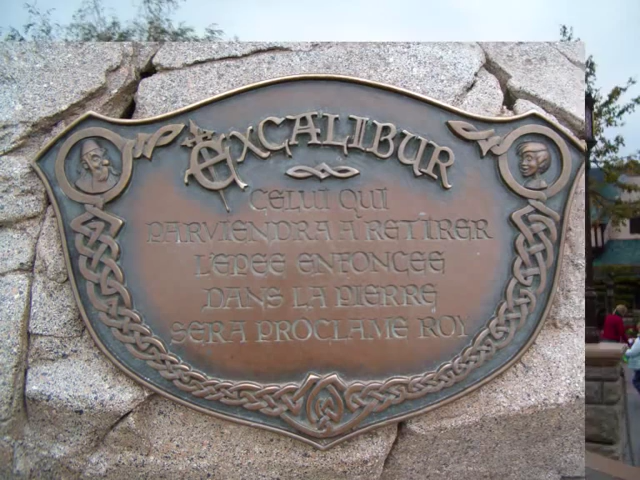 EXCALIBUR
CELUI QUI
PARVIENDRA A RETIRER
L'EPEE ENFONCEE
DANS LA PIERRE
SERA PROCLAME ROY